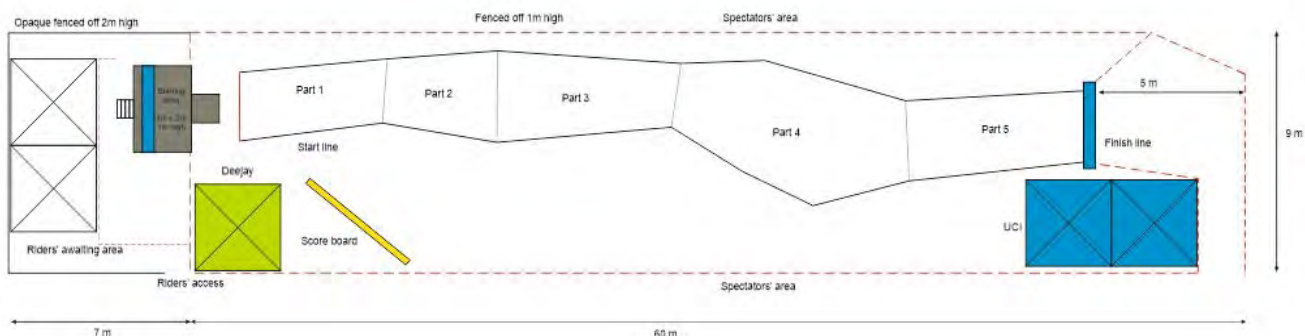 Opaque fenced off 2m high
Fenced off 1m high
Spectators' area
Part 1
Part 2
Part 3
Part 4
Part 5
5 m
9 m
Starting
area
Start line
Finish line
Deejay
Score board
UCI
Riders' awaiting area
Riders' access
Spectators' area
7 m
60 m